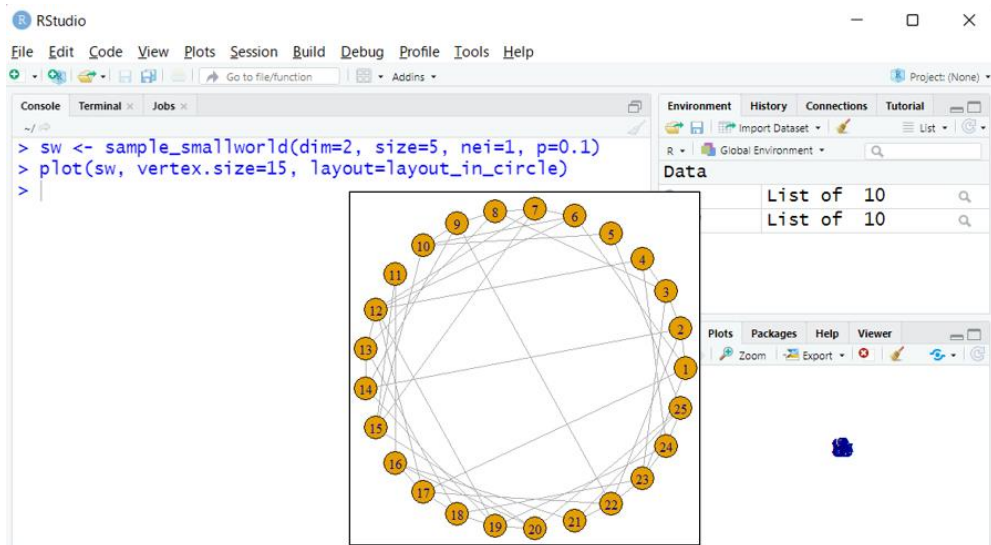 RStudio
File Edit Code View Plots Session Build Debug Profile Tools Help
Go to file/function Addins Project: (None)
Console Terminal Jobs
~/
> sw <- sample_smallworld(dim=2, size=5, nei=1, p=0.1)
> plot(sw, vertex.size=15, layout=layout_in_circle)
>
Environment History Connections Tutorial
Import Dataset List
R Global Environment
Data
List of 10
List of 10
Plots Packages Help Viewer
Zoom Export
1
2
3
4
5
6
7
8
9
10
11
12
13
14
15
16
17
18
19
20
21
22
23
24
25